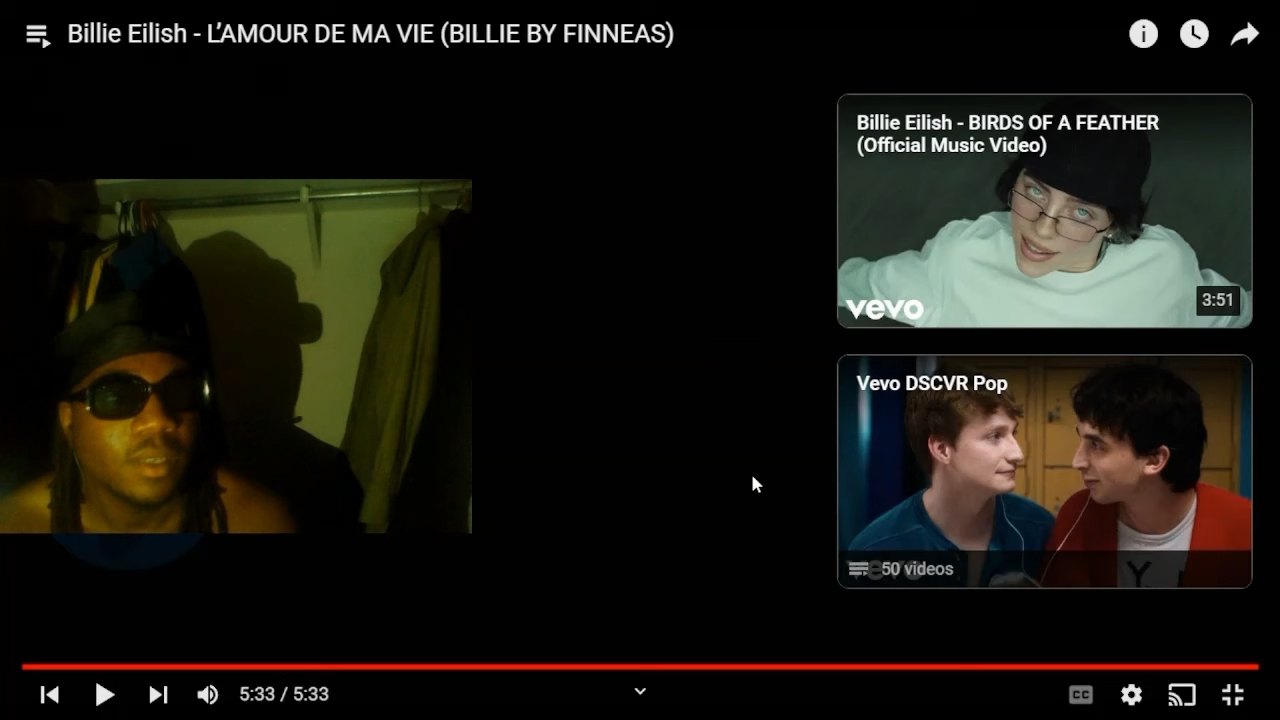 Billie Eilish - L'AMOUR DE MA VIE (BILLIE BY FINNEAS)
Billie Eilish - BIRDS OF A FEATHER
(Official Music Video)
vevo
3:51
Vevo DSCVR Pop
50 videos
5:33 / 5:33
CC